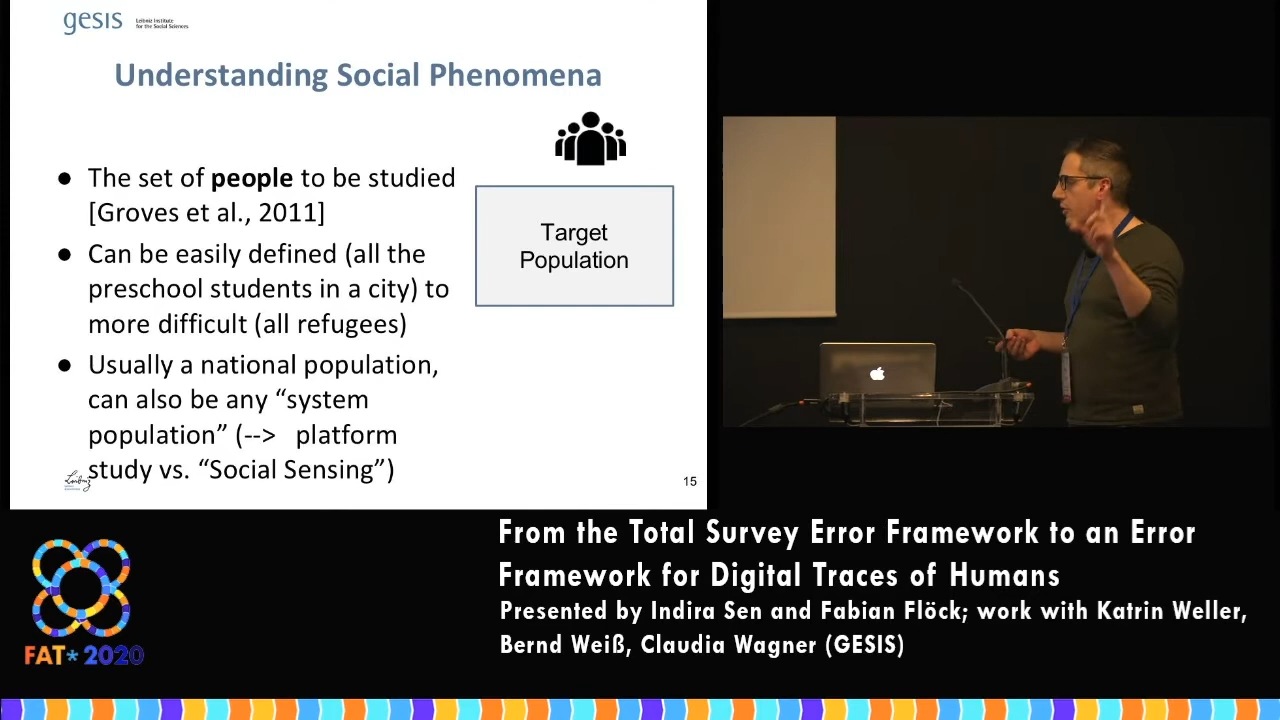 gesis
Leibniz Institute
for the Social Sciences
Understanding Social Phenomena
● The set of people to be studied
[Groves et al., 2011]
● Can be easily defined (all the
preschool students in a city) to
more difficult (all refugees)
● Usually a national population,
can also be any “system
population” (--> platform
study vs. “Social Sensing”)
Target
Population
Leibniz
15
From the Total Survey Error Framework to an Error
Framework for Digital Traces of Humans
Presented by Indira Sen and Fabian Flöck; work with Katrin Weller,
Bernd Weiß, Claudia Wagner (GESIS)
FAT* 2020